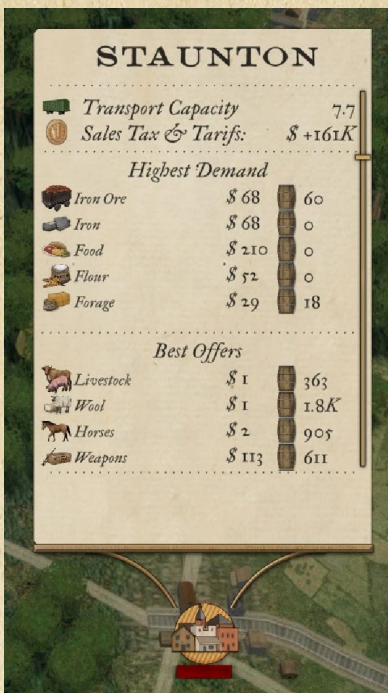 STAUNTON
Transport Capacity 7.7
Sales Tax & Tarifs: $ +161K
Highest Demand
Iron Ore $ 68 60
Iron $ 68 0
Food $ 210 0
Flour $ 52 0
Forage $ 29 18
Best Offers
Livestock $ 1 363
Wool $ 1 1.8K
Horses $ 2 905
Weapons $ 113 611